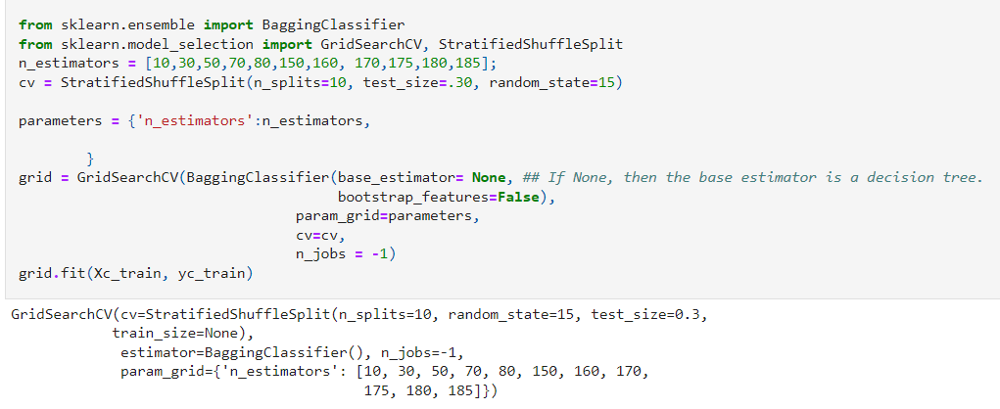 from sklearn.ensemble import BaggingClassifier
from sklearn.model_selection import GridSearchCV, StratifiedShuffleSplit
n_estimators = [10,30,50,70,80,150,160, 170,175,180,185];
cv = StratifiedShuffleSplit(n_splits=10, test_size=.30, random_state=15)
parameters = {'n_estimators':n_estimators,
}
grid = GridSearchCV(BaggingClassifier(base_estimator= None, ## If None, then the base estimator is a decision tree.
bootstrap_features=False),
param_grid=parameters,
cv=cv,
n_jobs = -1)
grid.fit(Xc_train, yc_train)
GridSearchCV(cv=StratifiedShuffleSplit(n_splits=10, random_state=15, test_size=0.3,
train_size=None),
estimator=BaggingClassifier(), n_jobs=-1,
param_grid={'n_estimators': [10, 30, 50, 70, 80, 150, 160, 170,
175, 180, 185]})